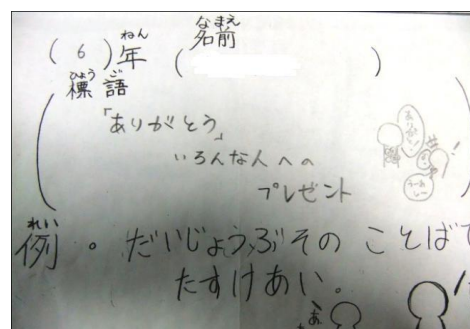 (6)年 名前( )
ねん なまえ
標語
ひょうご
「ありがとう」
いろんな人への
プレゼント
れい
例。だいじょうぶそのことばで
たすけあい。